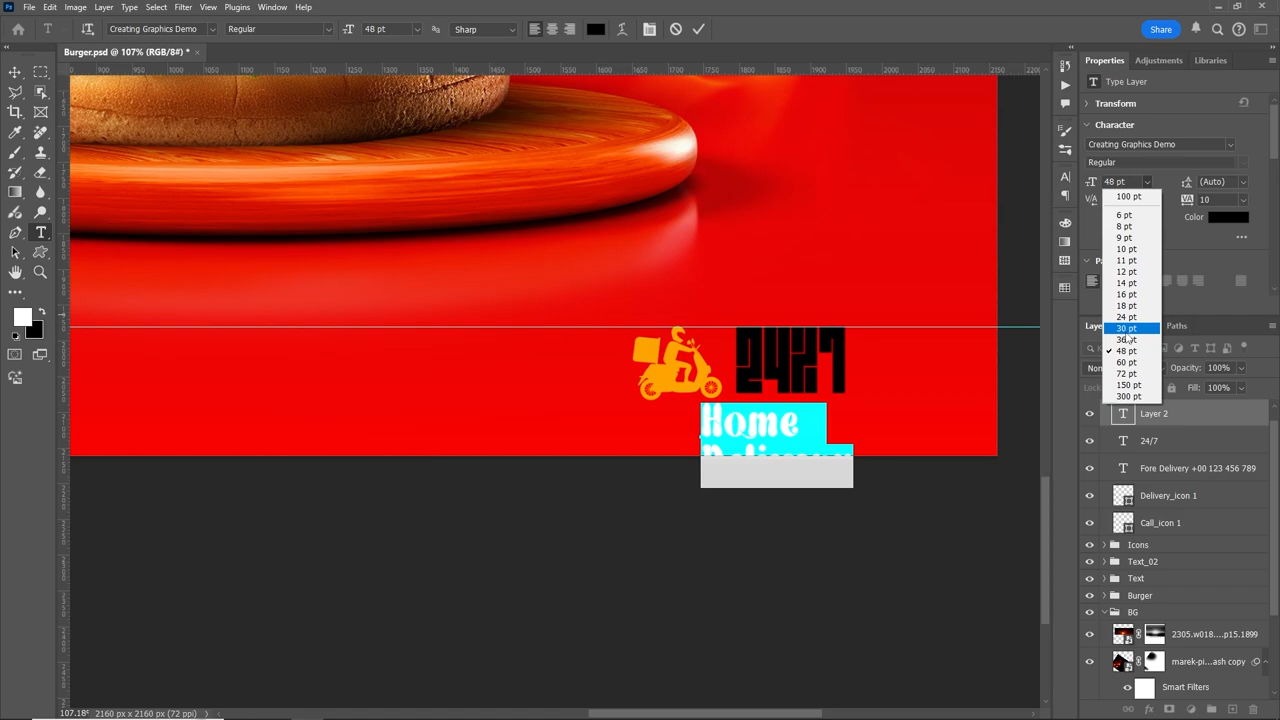 File Edit Image Layer Type Select Filter View Plugins Window Help
Creating Graphics Demo Regular 48 pt Sharp Share
Burger.psd @ 107% (RGB/8#) *
Properties Adjustments Libraries
Type Layer
Transform
Character
Creating Graphics Demo
Regular
48 pt (Auto)
100 pt
10
6 pt
Color
8 pt
9 pt
10 pt
11 pt
12 pt
14 pt
16 pt
18 pt
24 pt
30 pt
36 pt
48 pt
60 pt
72 pt
150 pt
300 pt
Paths
Opacity: 100%
Fill: 100%
24/7
Home
Delivery
Layer 2
24/7
Fore Delivery +00 123 456 789
Delivery_icon 1
Call_icon 1
Icons
Text_02
Text
Burger
BG
2305.w018....p15.1899
marek-pi...ash copy
Smart Filters
107.18% 2160 px x 2160 px (72 ppi)